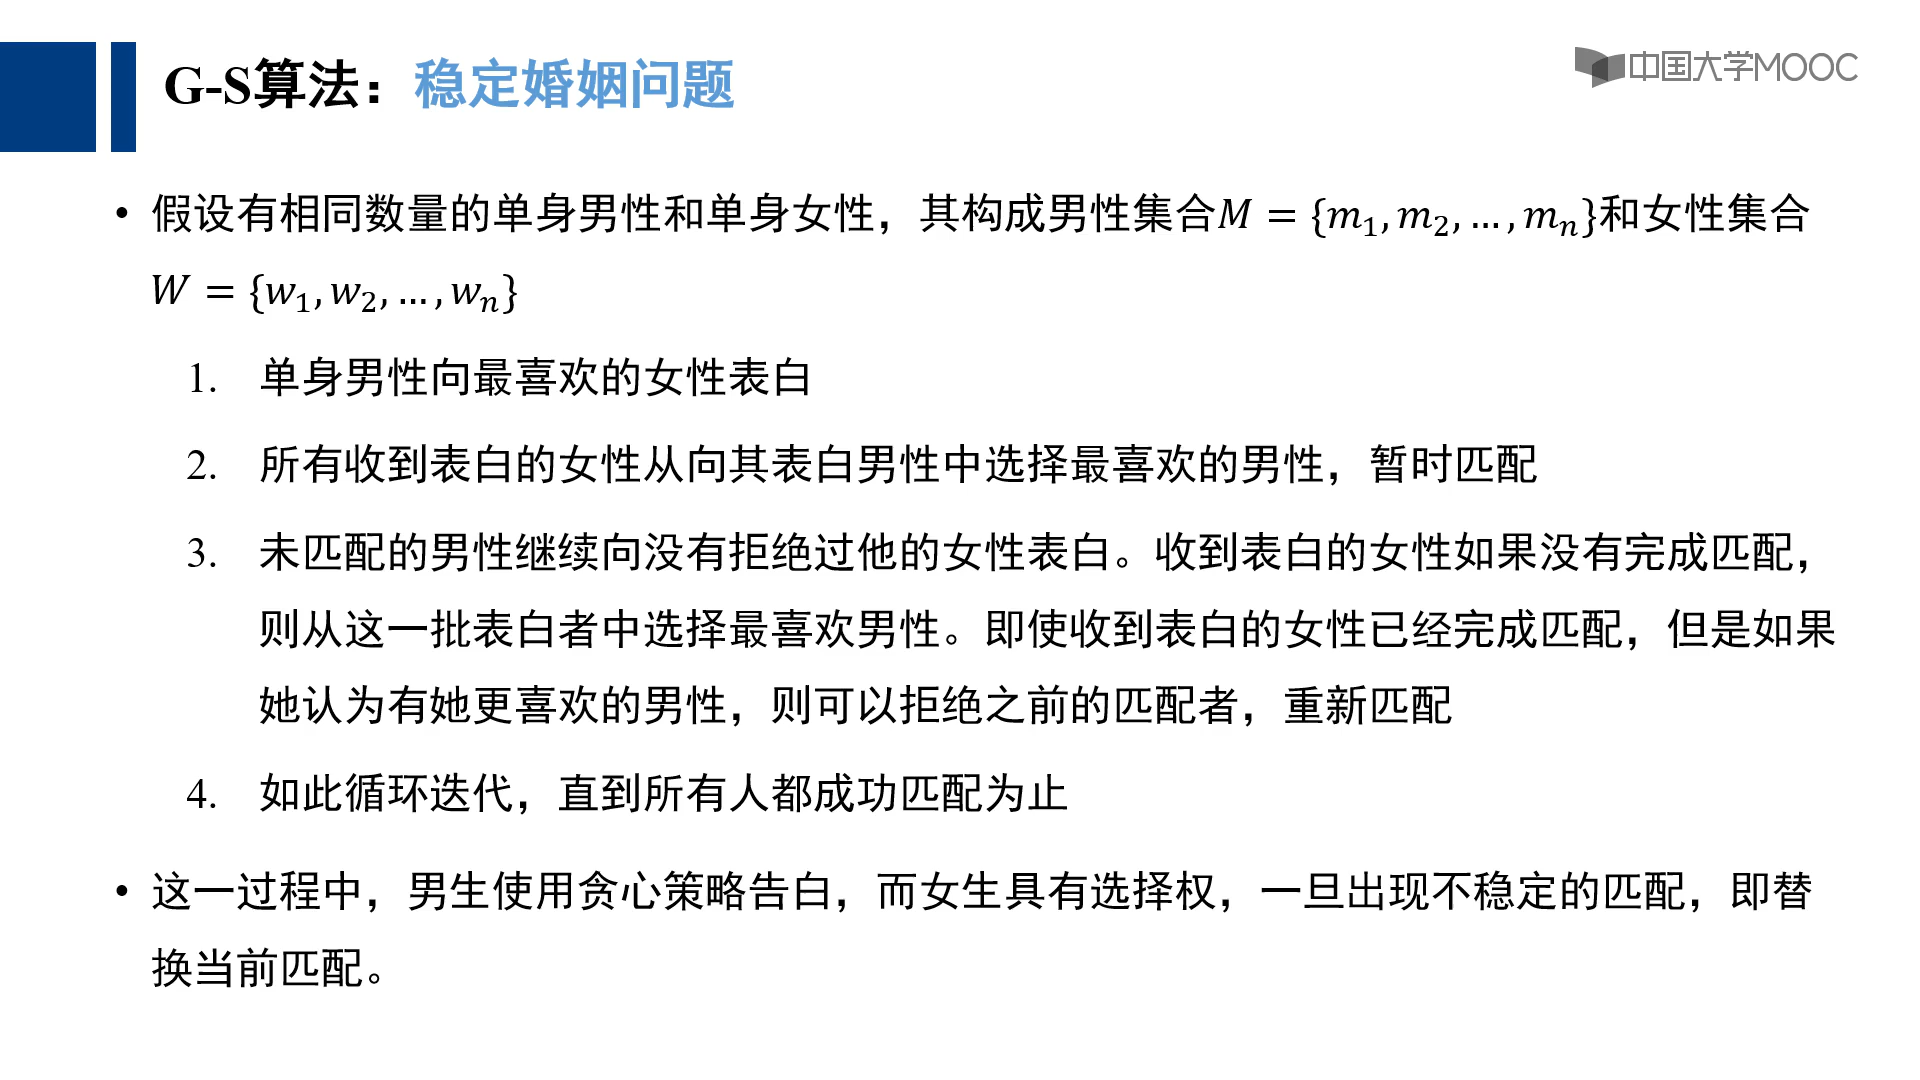 G-S算法：稳定婚姻问题
中国大学MOOC
• 假设有相同数量的单身男性和单身女性，其构成男性集合M = {m₁, m₂, … , mₙ}和女性集合
W = {w₁, w₂, … , wₙ}
1. 单身男性向最喜欢的女性表白
2. 所有收到表白的女性从向其表白男性中选择最喜欢的男性，暂时匹配
3. 未匹配的男性继续向没有拒绝过他的女性表白。收到表白的女性如果没有完成匹配，
则从这一批表白者中选择最喜欢男性。即使收到表白的女性已经完成匹配，但是如果
她认为有她更喜欢的男性，则可以拒绝之前的匹配者，重新匹配
4. 如此循环迭代，直到所有人都成功匹配为止
• 这一过程中，男生使用贪心策略告白，而女生具有选择权，一旦出现不稳定的匹配，即替
换当前匹配。